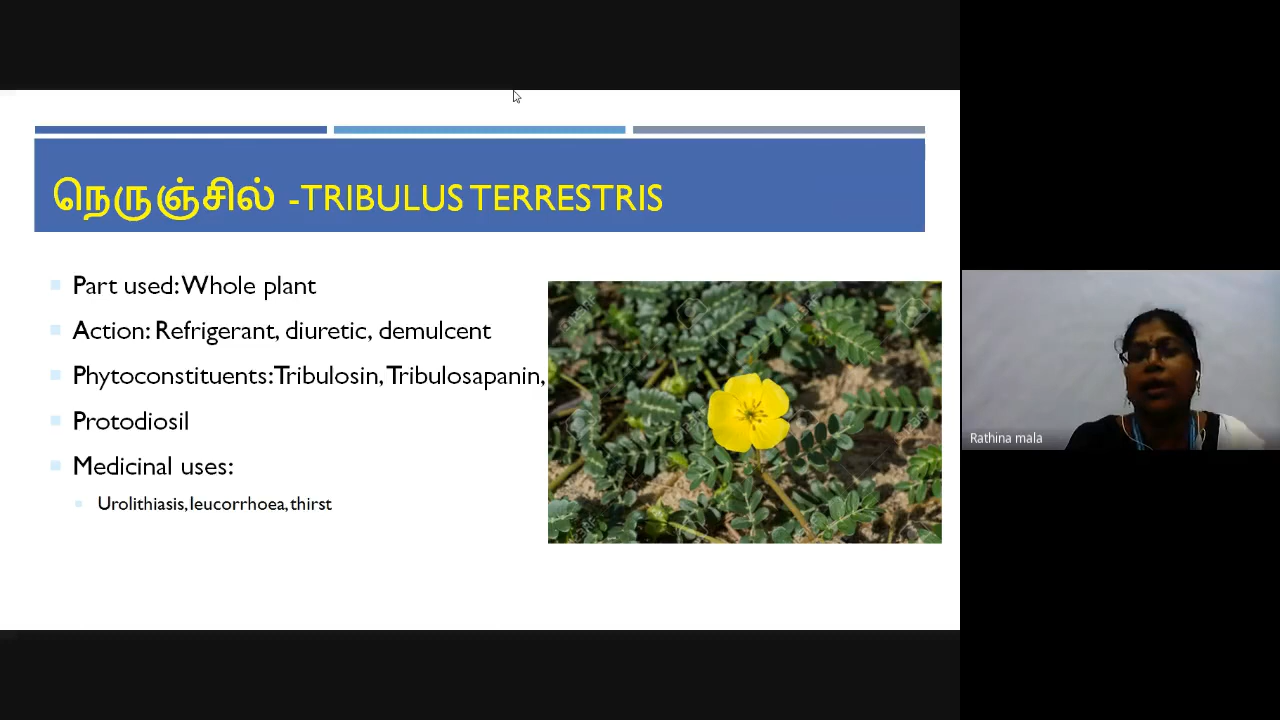 நெருஞ்சில் -TRIBULUS TERRESTRIS
Part used: Whole plant
Action: Refrigerant, diuretic, demulcent
Phytoconstituents: Tribulosin, Tribulosapanin,
Protodiosil
Medicinal uses:
Urolithiasis, leucorrhoea, thirst
Rathina mala